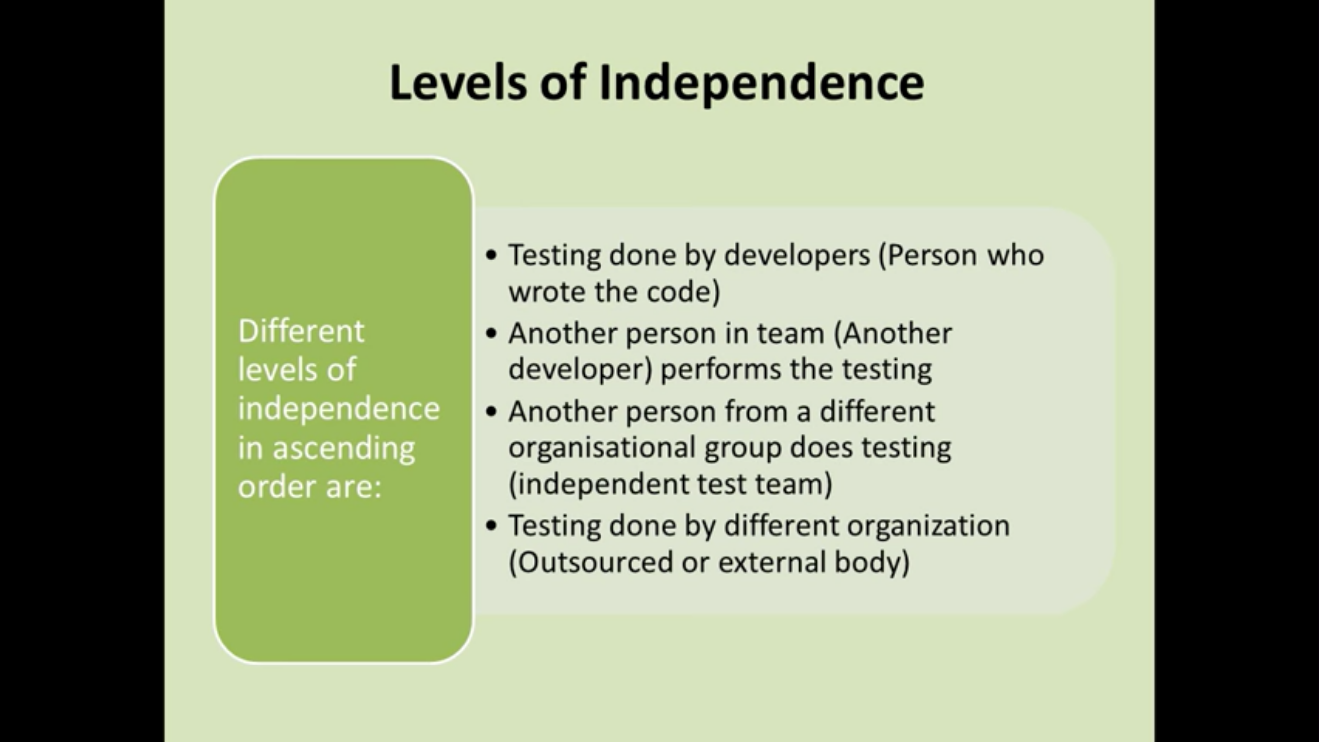 Levels of Independence
Different
levels of
independence
in ascending
order are:
• Testing done by developers (Person who
wrote the code)
• Another person in team (Another
developer) performs the testing
• Another person from a different
organisational group does testing
(independent test team)
• Testing done by different organization
(Outsourced or external body)